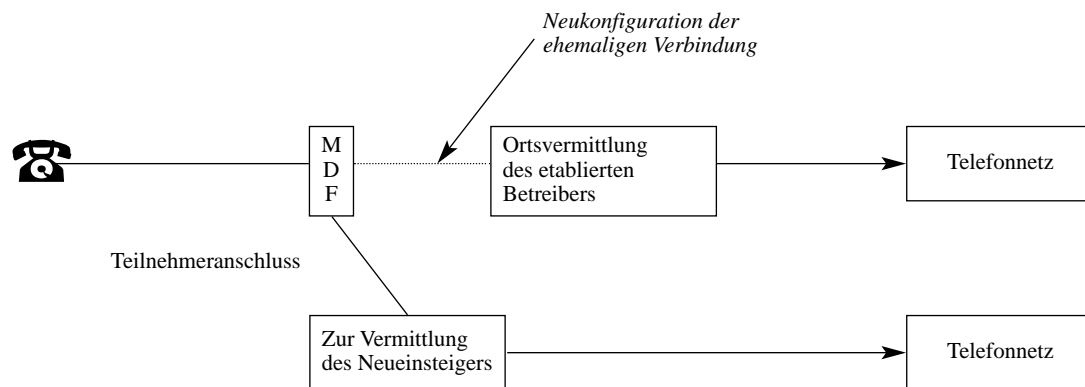 Neukonfiguration der
ehemaligen Verbindung
M
D
F
Ortsvermittlung
des etablierten
Betreibers
Telefonnetz
Teilnehmeranschluss
Zur Vermittlung
des Neueinsteigers
Telefonnetz